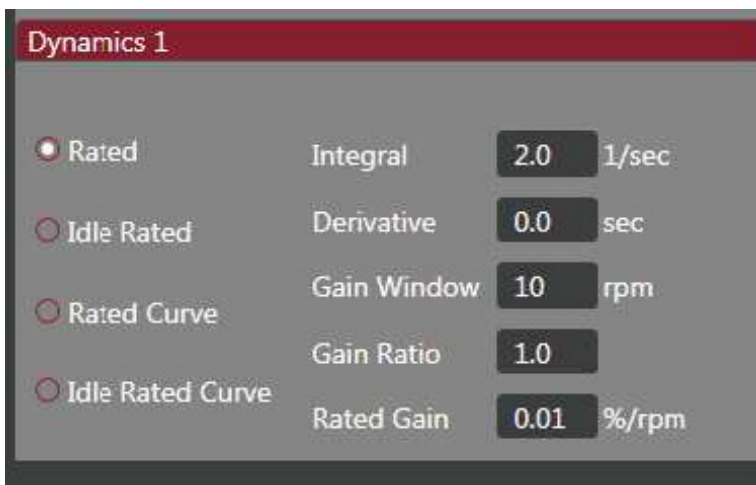 Dynamics 1
Rated
Idle Rated
Rated Curve
Idle Rated Curve
Integral 2.0 1/sec
Derivative 0.0 sec
Gain Window 10 rpm
Gain Ratio 1.0
Rated Gain 0.01 %/rpm